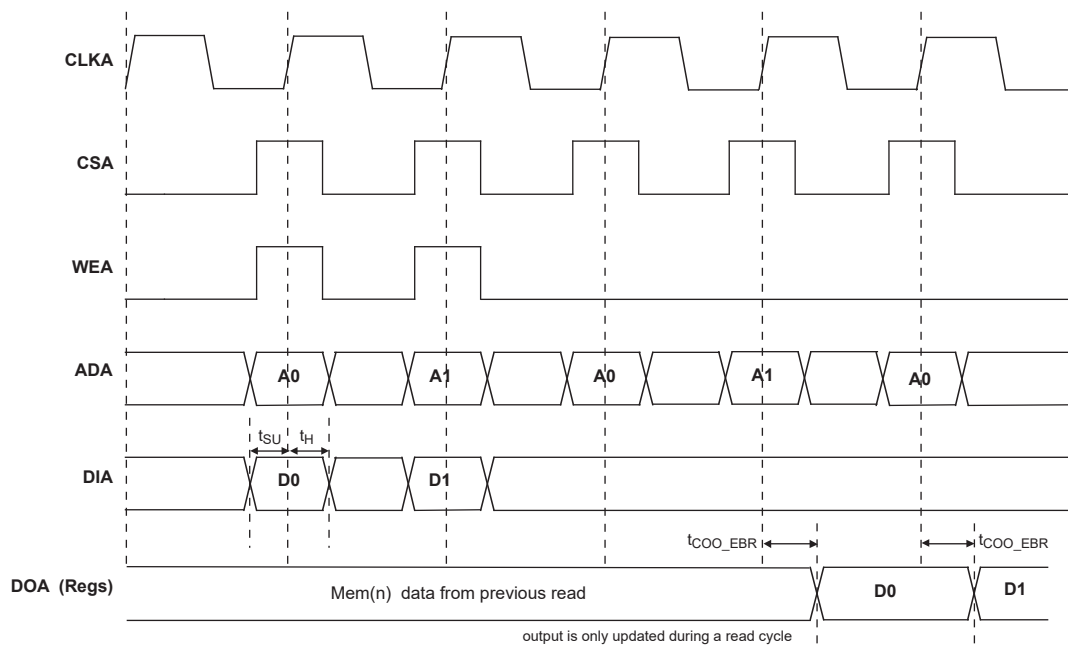 CLKA
CSA
WEA
ADA
A0
A1
A0
A1
A0
tSU
tH
DIA
D0
D1
tCOO_EBR
tCOO_EBR
DOA (Regs)
Mem(n) data from previous read
D0
D1
output is only updated during a read cycle